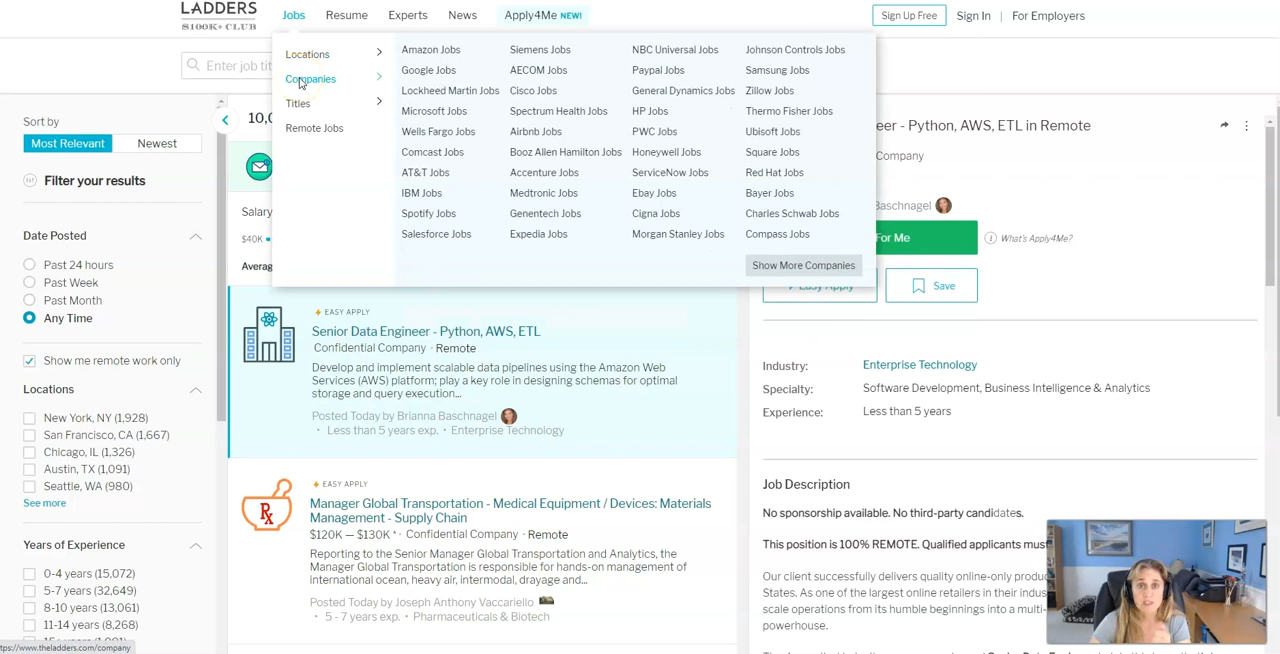 LADDERS
$100K+ CLUB
Jobs
Resume
Experts
News
Apply4Me NEW!
Sign Up Free
Sign In
For Employers
Enter job tit
Locations
Companies
Titles
Remote Jobs
Amazon Jobs
Google Jobs
Lockheed Martin Jobs
Microsoft Jobs
Wells Fargo Jobs
Comcast Jobs
AT&T Jobs
IBM Jobs
Spotify Jobs
Salesforce Jobs
Siemens Jobs
AECOM Jobs
Cisco Jobs
Spectrum Health Jobs
Airbnb Jobs
Booz Allen Hamilton Jobs
Accenture Jobs
Medtronic Jobs
Genentech Jobs
Expedia Jobs
NBC Universal Jobs
Paypal Jobs
General Dynamics Jobs
HP Jobs
PWC Jobs
Honeywell Jobs
ServiceNow Jobs
Ebay Jobs
Cigna Jobs
Morgan Stanley Jobs
Johnson Controls Jobs
Samsung Jobs
Zillow Jobs
Thermo Fisher Jobs
Ubisoft Jobs
Square Jobs
Red Hat Jobs
Bayer Jobs
Charles Schwab Jobs
Compass Jobs
Show More Companies
Sort by
Most Relevant
Newest
Filter your results
Date Posted
Past 24 hours
Past Week
Past Month
Any Time
Show me remote work only
Locations
New York, NY (1,928)
San Francisco, CA (1,667)
Chicago, IL (1,326)
Austin, TX (1,091)
Seattle, WA (980)
See more
Years of Experience
0-4 years (15,072)
5-7 years (32,649)
8-10 years (13,061)
11-14 years (8,268)
ttps://www.theladders.com/company
10,0
Salary
$40K
Averag
EASY APPLY
Senior Data Engineer - Python, AWS, ETL
Confidential Company · Remote
Develop and implement scalable data pipelines using the Amazon Web
Services (AWS) platform; play a key role in designing schemas for optimal
storage and query execution...
Posted Today by Brianna Baschnagel
· Less than 5 years exp. · Enterprise Technology
EASY APPLY
Rx
Manager Global Transportation - Medical Equipment / Devices: Materials
Management - Supply Chain
$120K — $130K * · Confidential Company · Remote
Reporting to the Senior Manager Global Transportation and Analytics, the
Manager Global Transportation is responsible for hands-on management of
international ocean, heavy air, intermodal, drayage and...
Posted Today by Joseph Anthony Vaccariello
· 5 - 7 years exp. · Pharmaceuticals & Biotech
eer - Python, AWS, ETL in Remote
Company
Baschnagel
For Me
What's Apply4Me?
Easy Apply
Save
Industry: Enterprise Technology
Specialty: Software Development, Business Intelligence & Analytics
Experience: Less than 5 years
Job Description
No sponsorship available. No third-party candidates.
This position is 100% REMOTE. Qualified applicants must
Our client successfully delivers quality online-only produc
States. As one of the largest online retailers in their indus
scale operations from its humble beginnings into a multi-
powerhouse.